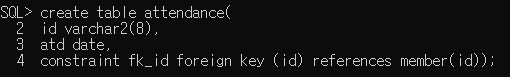 SQL> create table attendance(
  2  id varchar2(8),
  3  atd date,
  4  constraint fk_id foreign key (id) references member(id));